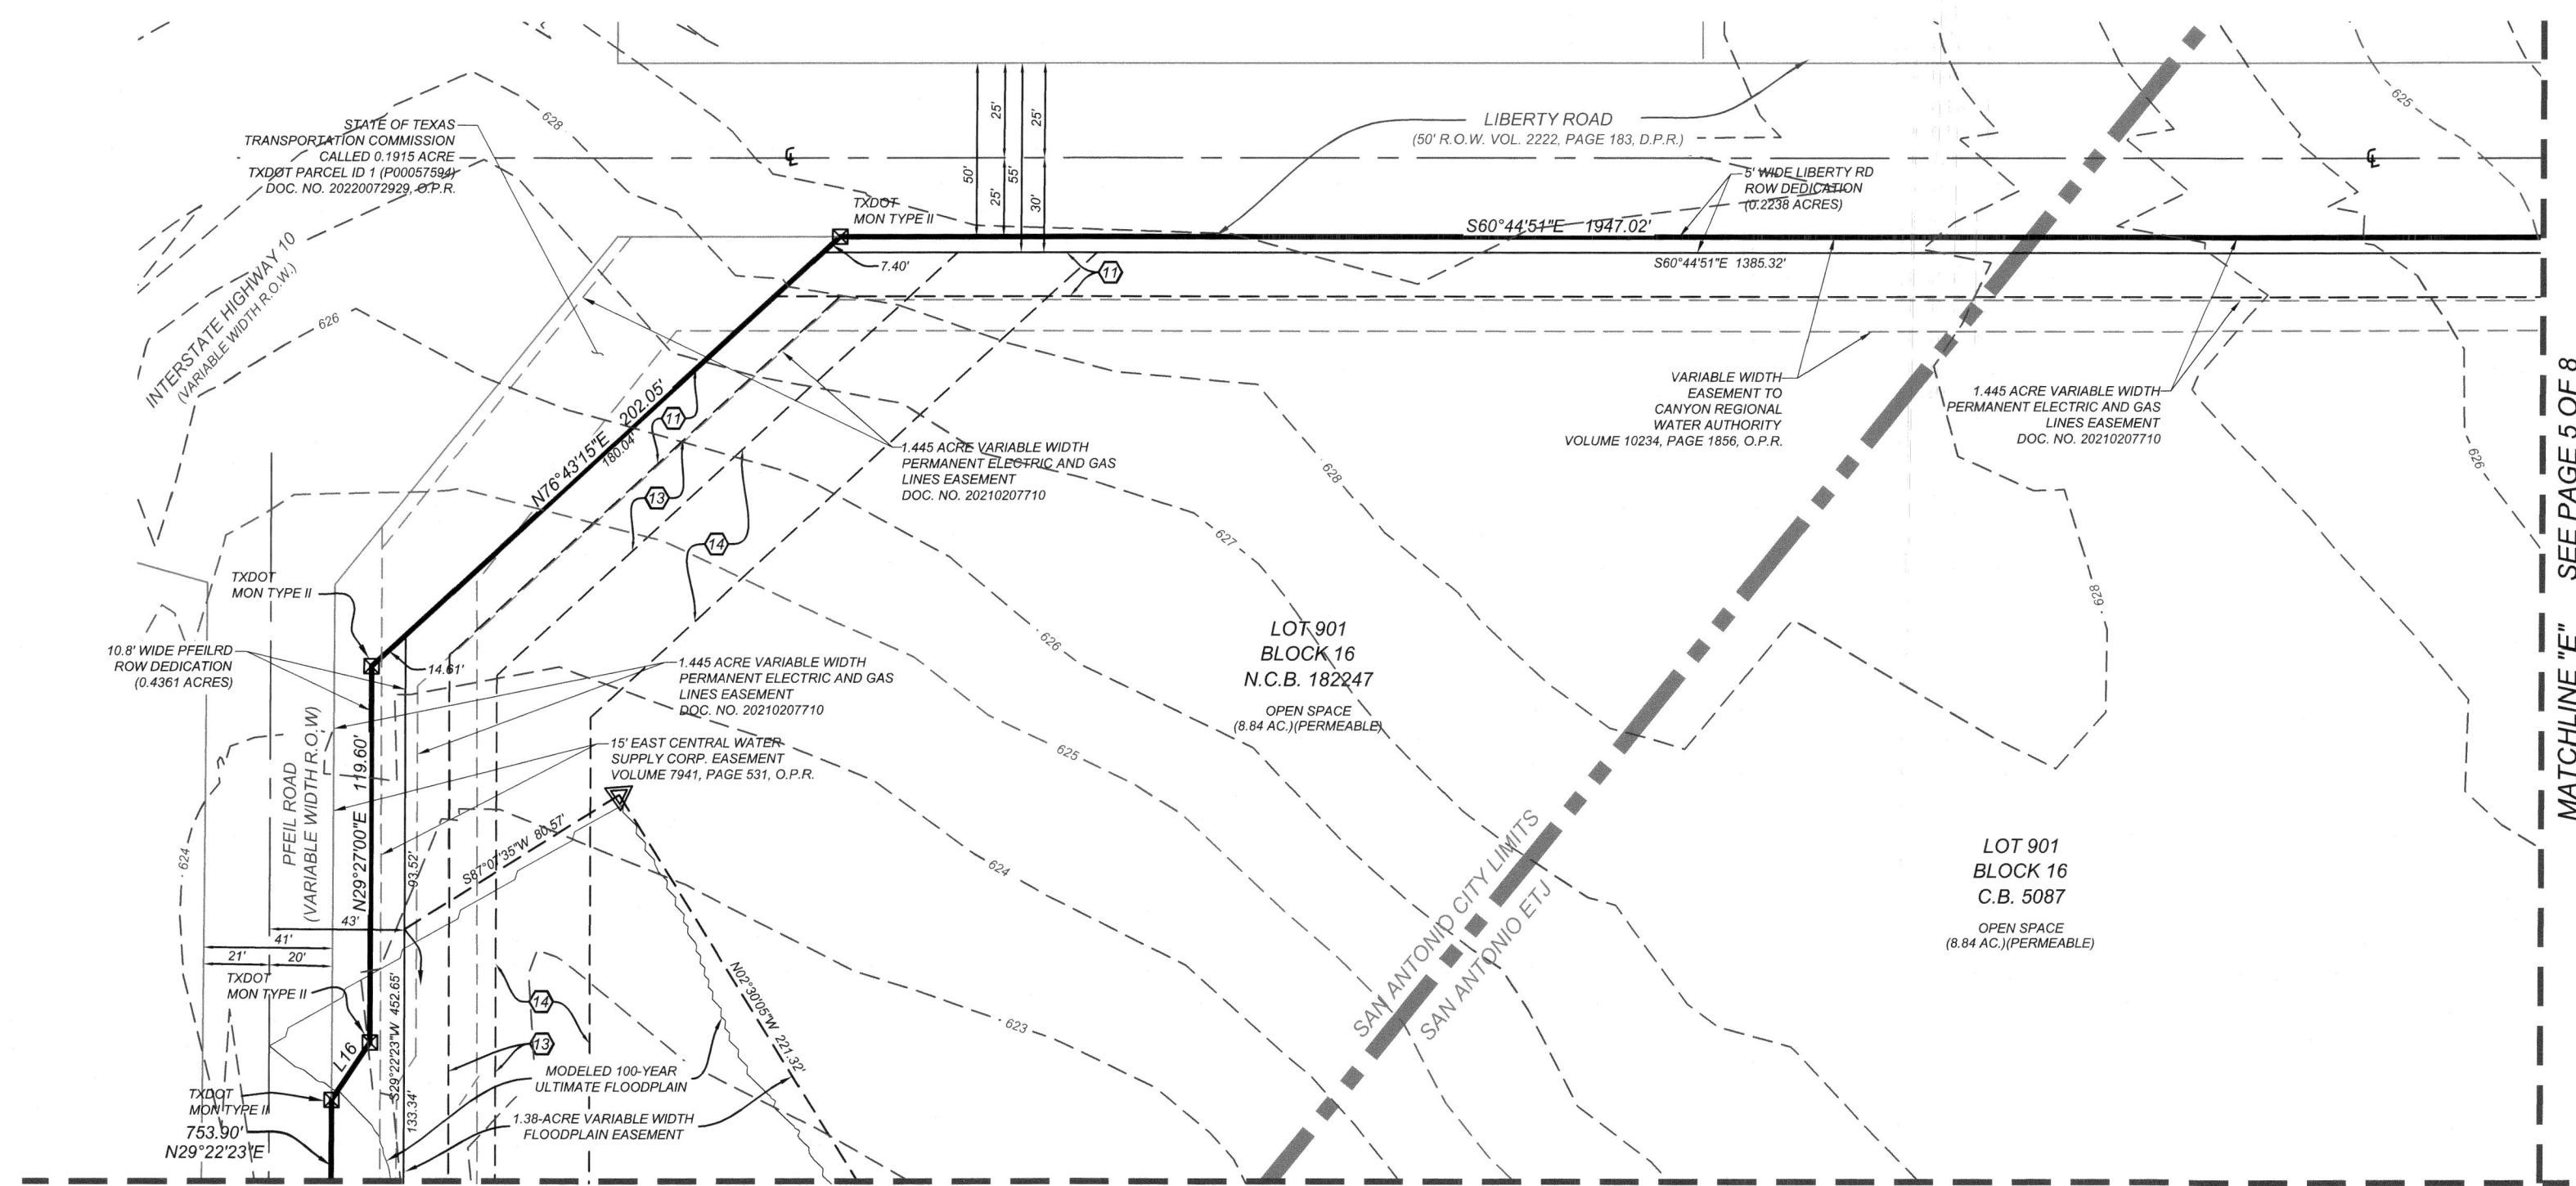 STATE OF TEXAS
TRANSPORTATION COMMISSION
CALLED 0.1915 ACRE
TXDOT PARCEL ID 1 (P00057594)
DOC. NO. 20220072929, O.P.R.
628
626
INTERSTATE HIGHWAY 10
(VARIABLE WIDTH R.O.W.)
℄
50'
25'
25'
55'
25'
30'
LIBERTY ROAD
(50' R.O.W. VOL. 2222, PAGE 183, D.P.R.)
5' WIDE LIBERTY RD
ROW DEDICATION
(0.2238 ACRES)
625
℄
TXDOT
MON TYPE II
S60°44'51"E 1947.02'
7.40'
11
S60°44'51"E 1385.32'
VARIABLE WIDTH
EASEMENT TO
CANYON REGIONAL
WATER AUTHORITY
VOLUME 10234, PAGE 1856, O.P.R.
1.445 ACRE VARIABLE WIDTH
PERMANENT ELECTRIC AND GAS
LINES EASEMENT
DOC. NO. 20210207710
N76°43'15"E 202.05'
180.04'
11
13
14
1.445 ACRE VARIABLE WIDTH
PERMANENT ELECTRIC AND GAS
LINES EASEMENT
DOC. NO. 20210207710
628
627
626
628
626
MATCHLINE "E" SEE PAGE 5 OF 8
TXDOT
MON TYPE II
10.8' WIDE PFEILRD
ROW DEDICATION
(0.4361 ACRES)
14.61'
1.445 ACRE VARIABLE WIDTH
PERMANENT ELECTRIC AND GAS
LINES EASEMENT
DOC. NO. 20210207710
15' EAST CENTRAL WATER
SUPPLY CORP. EASEMENT
VOLUME 7941, PAGE 531, O.P.R.
LOT 901
BLOCK 16
N.C.B. 182247
OPEN SPACE
(8.84 AC.)(PERMEABLE)
625
624
623
624
PFEIL ROAD
(VARIABLE WIDTH R.O.W)
N29°27'00"E 119.60'
93.52'
S87°07'35"W 80.57'
43'
41'
21'
20'
TXDOT
MON TYPE II
L16
S29°22'23"W 452.65'
133.34'
TXDOT
MON TYPE II
753.90'
N29°22'23"E
14
13
MODELED 100-YEAR
ULTIMATE FLOODPLAIN
1.38-ACRE VARIABLE WIDTH
FLOODPLAIN EASEMENT
N02°30'05"W 221.32'
SAN ANTONIO CITY LIMITS
SAN ANTONIO ETJ
LOT 901
BLOCK 16
C.B. 5087
OPEN SPACE
(8.84 AC.)(PERMEABLE)